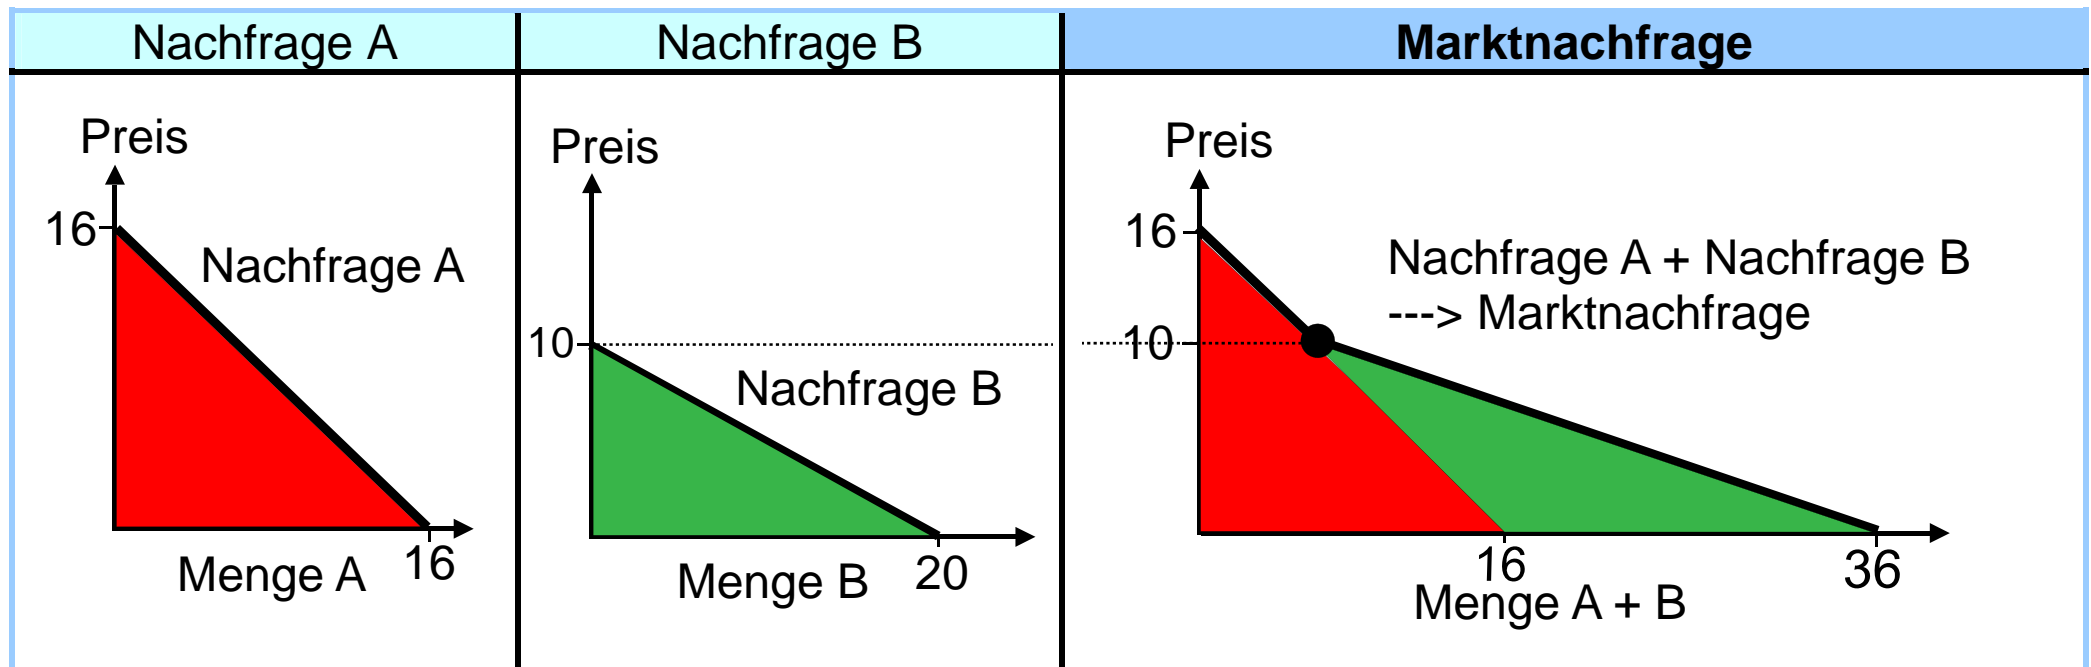 Nachfrage A
Nachfrage B
Marktnachfrage
Preis
16
Nachfrage A
Menge A
16
Preis
10
Nachfrage B
Menge B
20
Preis
16
Nachfrage A + Nachfrage B
---> Marktnachfrage
10
16
36
Menge A + B